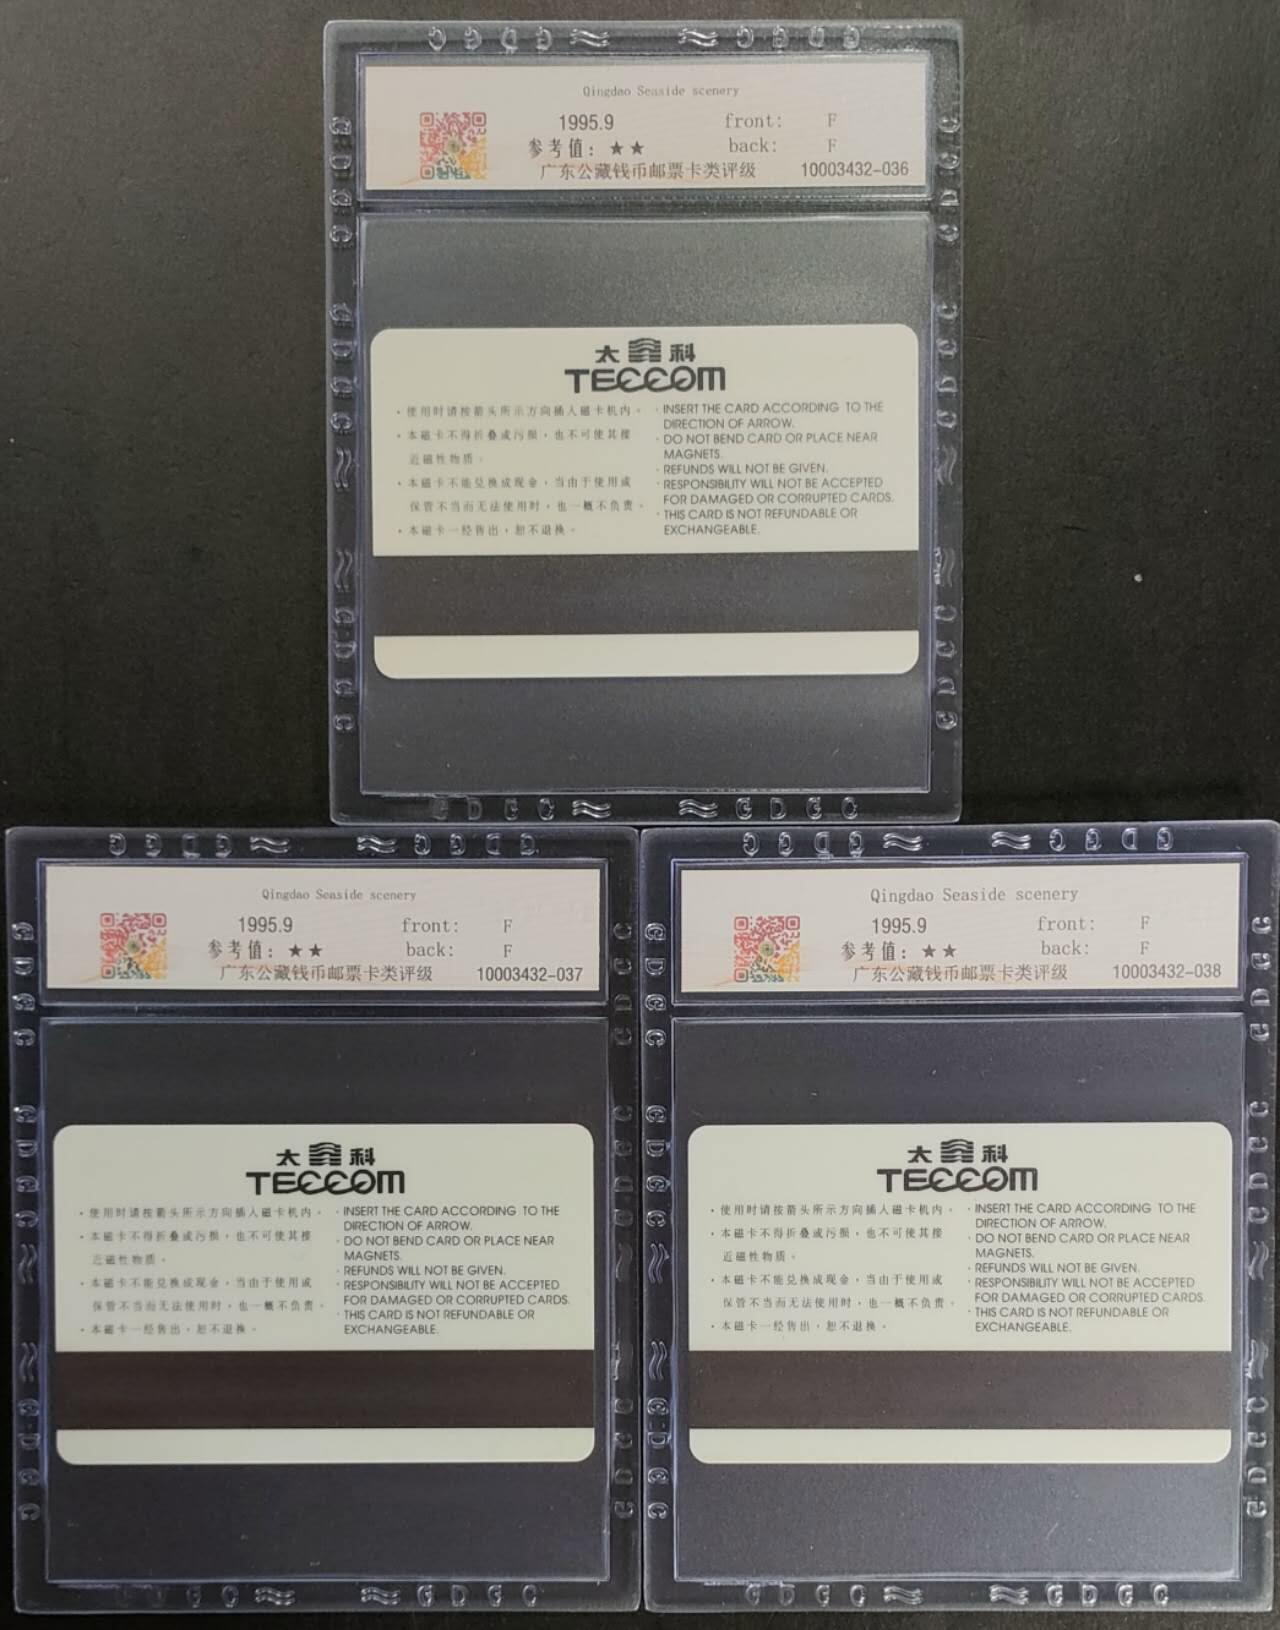 Qingdao Seaside scenery
1995.9 front: F
参考值：★★ back: F
广东公藏钱币邮票卡类评级 10003432-036
太 科
TECCOM
· 使用时请按箭头所示方向插入磁卡机内。
· 本磁卡不得折叠或污损，也不可使其接
近磁性物质。
· 本磁卡不能兑换成现金，当由于使用或
保管不当而无法使用时，也一概不负责。
· 本磁卡一经售出，恕不退换。
· INSERT THE CARD ACCORDING TO THE
DIRECTION OF ARROW.
· DO NOT BEND CARD OR PLACE NEAR
MAGNETS.
· REFUNDS WILL NOT BE GIVEN.
· RESPONSIBILITY WILL NOT BE ACCEPTED
FOR DAMAGED OR CORRUPTED CARDS.
· THIS CARD IS NOT REFUNDABLE OR
EXCHANGEABLE.
Qingdao Seaside scenery
1995.9 front: F
参考值：★★ back: F
广东公藏钱币邮票卡类评级 10003432-037
太 科
TECCOM
· 使用时请按箭头所示方向插入磁卡机内。
· 本磁卡不得折叠或污损，也不可使其接
近磁性物质。
· 本磁卡不能兑换成现金，当由于使用或
保管不当而无法使用时，也一概不负责。
· 本磁卡一经售出，恕不退换。
· INSERT THE CARD ACCORDING TO THE
DIRECTION OF ARROW.
· DO NOT BEND CARD OR PLACE NEAR
MAGNETS.
· REFUNDS WILL NOT BE GIVEN.
· RESPONSIBILITY WILL NOT BE ACCEPTED
FOR DAMAGED OR CORRUPTED CARDS.
· THIS CARD IS NOT REFUNDABLE OR
EXCHANGEABLE.
Qingdao Seaside scenery
1995.9 front: F
参考值：★★ back: F
广东公藏钱币邮票卡类评级 10003432-038
太 科
TECCOM
· 使用时请按箭头所示方向插入磁卡机内。
· 本磁卡不得折叠或污损，也不可使其接
近磁性物质。
· 本磁卡不能兑换成现金，当由于使用或
保管不当而无法使用时，也一概不负责。
· 本磁卡一经售出，恕不退换。
· INSERT THE CARD ACCORDING TO THE
DIRECTION OF ARROW.
· DO NOT BEND CARD OR PLACE NEAR
MAGNETS.
· REFUNDS WILL NOT BE GIVEN.
· RESPONSIBILITY WILL NOT BE ACCEPTED
FOR DAMAGED OR CORRUPTED CARDS.
· THIS CARD IS NOT REFUNDABLE OR
EXCHANGEABLE.